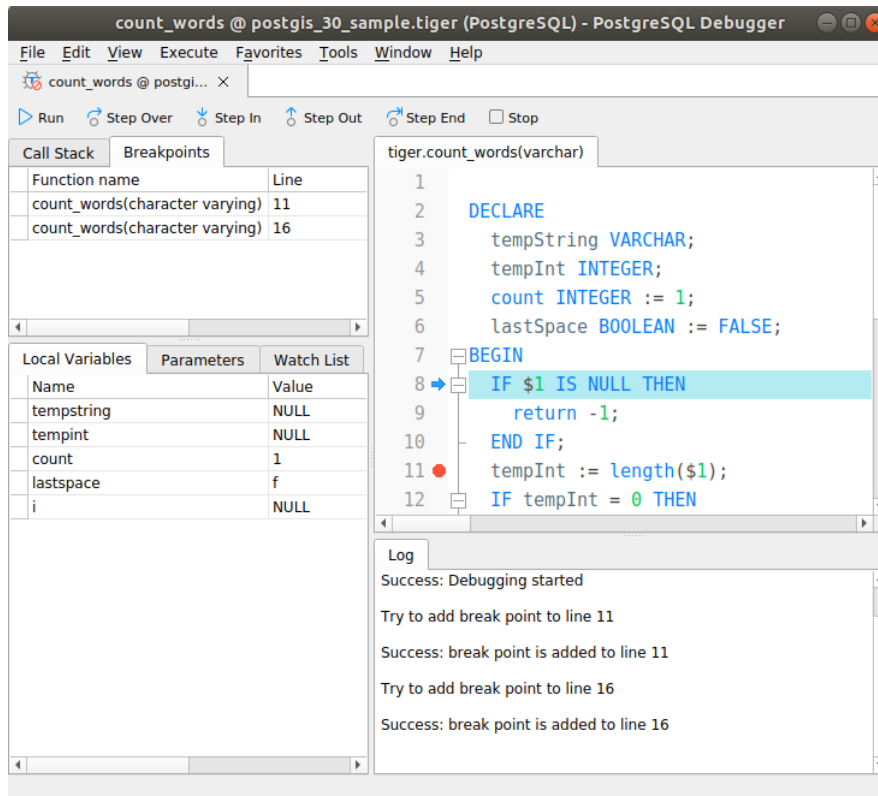 count_words @ postgis_30_sample.tiger (PostgreSQL) - PostgreSQL Debugger
File Edit View Execute Favorites Tools Window Help
count_words @ postgi...
Run Step Over Step In Step Out Step End Stop
Call Stack Breakpoints
Function name Line
count_words(character varying) 11
count_words(character varying) 16
Local Variables Parameters Watch List
Name Value
tempstring NULL
tempint NULL
count 1
lastspace f
i NULL
tiger.count_words(varchar)
1
2 DECLARE
3 tempString VARCHAR;
4 tempInt INTEGER;
5 count INTEGER := 1;
6 lastSpace BOOLEAN := FALSE;
7 BEGIN
8 IF $1 IS NULL THEN
9 return -1;
10 END IF;
11 tempInt := length($1);
12 IF tempInt = 0 THEN
Log
Success: Debugging started
Try to add break point to line 11
Success: break point is added to line 11
Try to add break point to line 16
Success: break point is added to line 16